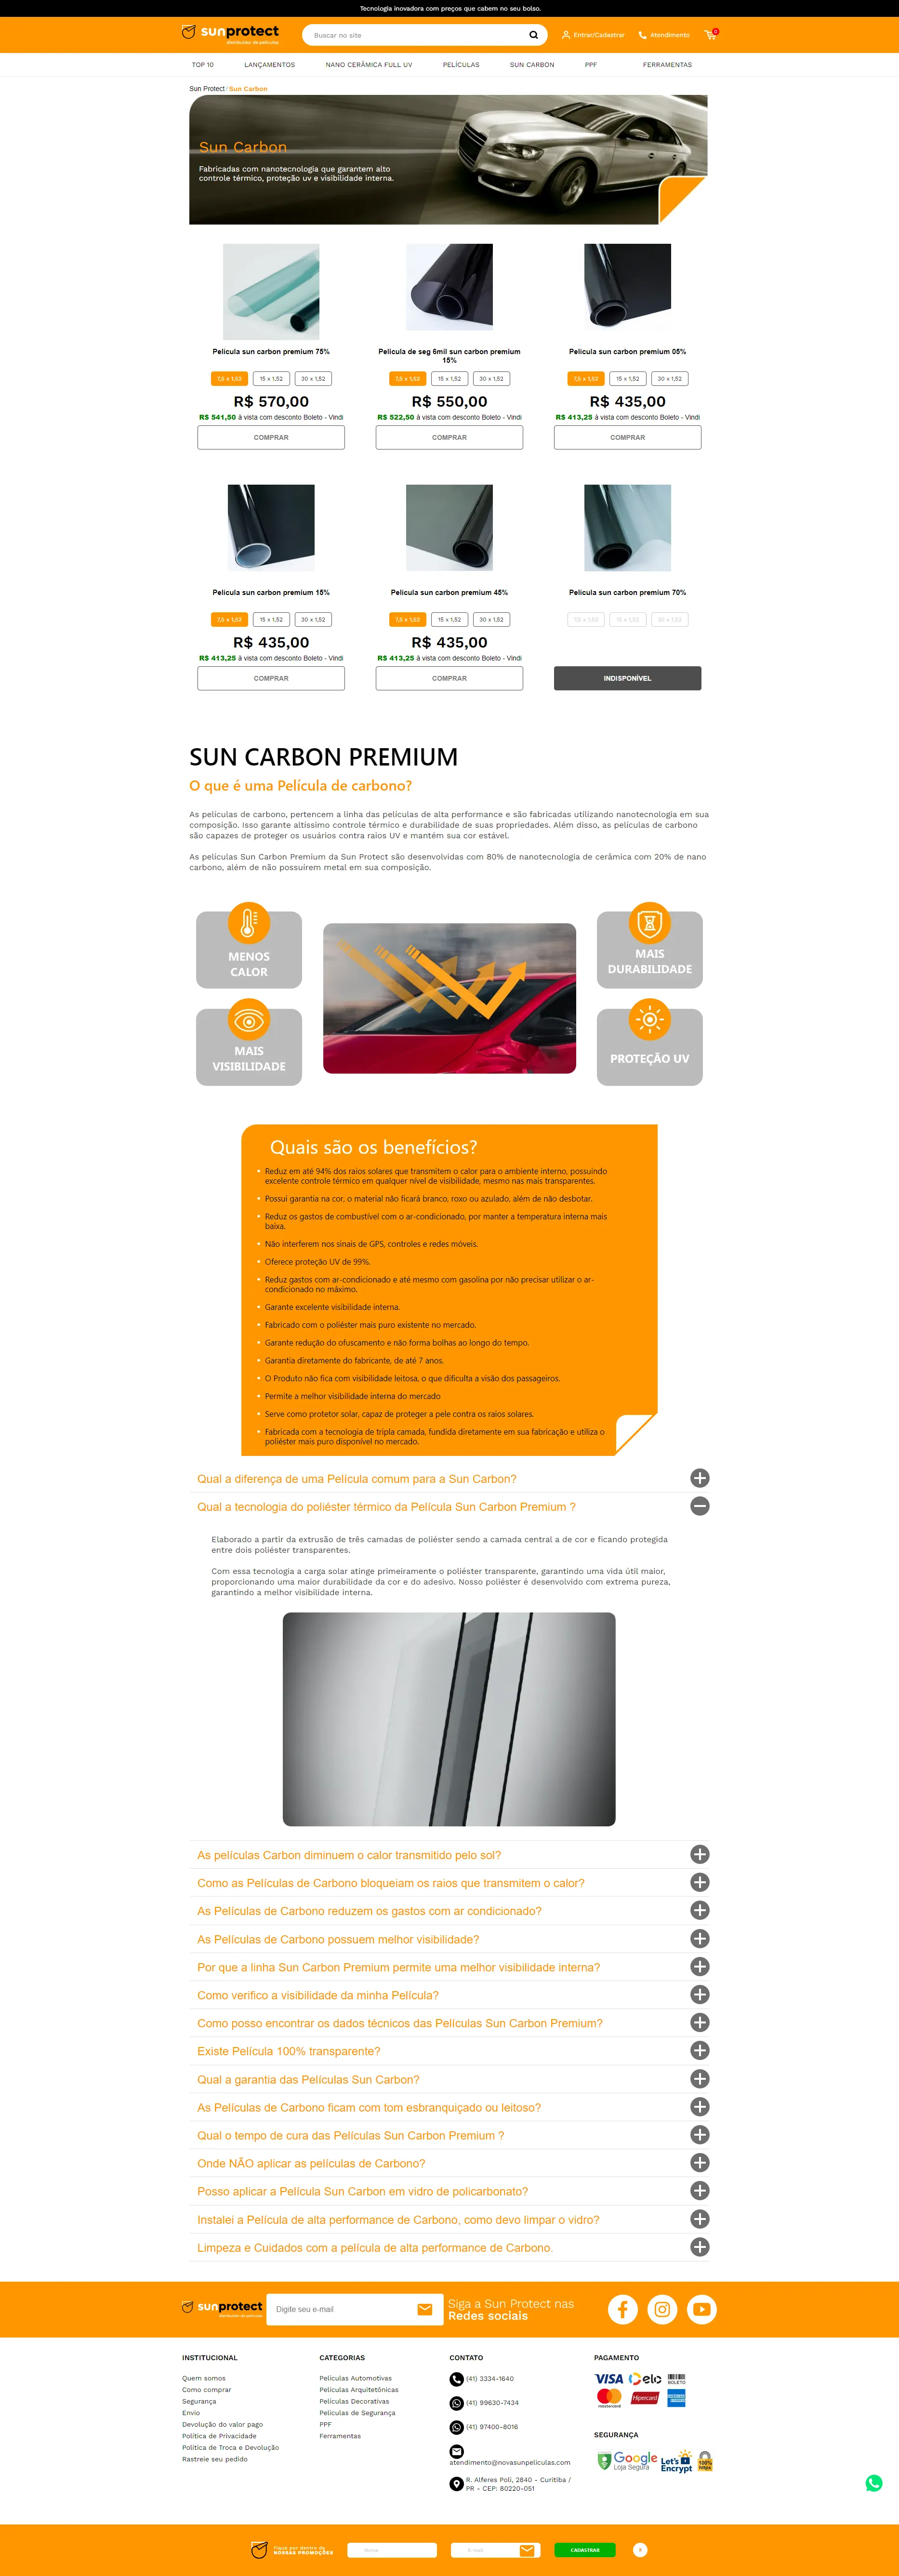 Tecnologia inovadora com preços que cabem no seu bolso.
sunprotect
distribuidor de películas
Buscar no site
Entrar/Cadastrar
Atendimento
0
TOP 10
LANÇAMENTOS
NANO CERÂMICA FULL UV
PELÍCULAS
SUN CARBON
PPF
FERRAMENTAS
Sun Protect / Sun Carbon
Sun Carbon
Fabricadas com nanotecnologia que garantem alto
controle térmico, proteção uv e visibilidade interna.
Película sun carbon premium 75%
7,5 x 1,52
15 x 1,52
30 x 1,52
R$ 570,00
R$ 541,50 à vista com desconto Boleto - Vindi
COMPRAR
Película de seg 6mil sun carbon premium
15%
7,5 x 1,52
15 x 1,52
30 x 1,52
R$ 550,00
R$ 522,50 à vista com desconto Boleto - Vindi
COMPRAR
Película sun carbon premium 05%
7,5 x 1,52
15 x 1,52
30 x 1,52
R$ 435,00
R$ 413,25 à vista com desconto Boleto - Vindi
COMPRAR
Película sun carbon premium 15%
7,5 x 1,52
15 x 1,52
30 x 1,52
R$ 435,00
R$ 413,25 à vista com desconto Boleto - Vindi
COMPRAR
Película sun carbon premium 45%
7,5 x 1,52
15 x 1,52
30 x 1,52
R$ 435,00
R$ 413,25 à vista com desconto Boleto - Vindi
COMPRAR
Película sun carbon premium 70%
7,5 x 1,52
15 x 1,52
30 x 1,52
INDISPONÍVEL
SUN CARBON PREMIUM
O que é uma Película de carbono?
As películas de carbono, pertencem a linha das películas de alta performance e são fabricadas utilizando nanotecnologia em sua
composição. Isso garante altíssimo controle térmico e durabilidade de suas propriedades. Além disso, as películas de carbono
são capazes de proteger os usuários contra raios UV e mantém sua cor estável.
As películas Sun Carbon Premium da Sun Protect são desenvolvidas com 80% de nanotecnologia de cerâmica com 20% de nano
carbono, além de não possuírem metal em sua composição.
MENOS
CALOR
MAIS
VISIBILIDADE
MAIS
DURABILIDADE
PROTEÇÃO UV
Quais são os benefícios?
Reduz em até 94% dos raios solares que transmitem o calor para o ambiente interno, possuindo
excelente controle térmico em qualquer nível de visibilidade, mesmo nas mais transparentes.
Possui garantia na cor, o material não ficará branco, roxo ou azulado, além de não desbotar.
Reduz os gastos de combustível com o ar-condicionado, por manter a temperatura interna mais
baixa.
Não interferem nos sinais de GPS, controles e redes móveis.
Oferece proteção UV de 99%.
Reduz gastos com ar-condicionado e até mesmo com gasolina por não precisar utilizar o ar-
condicionado no máximo.
Garante excelente visibilidade interna.
Fabricado com o poliéster mais puro existente no mercado.
Garante redução do ofuscamento e não forma bolhas ao longo do tempo.
Garantia diretamente do fabricante, de até 7 anos.
O Produto não fica com visibilidade leitosa, o que dificulta a visão dos passageiros.
Permite a melhor visibilidade interna do mercado
Serve como protetor solar, capaz de proteger a pele contra os raios solares.
Fabricada com a tecnologia de tripla camada, fundida diretamente em sua fabricação e utiliza o
poliéster mais puro disponível no mercado.
Qual a diferença de uma Película comum para a Sun Carbon?
Qual a tecnologia do poliéster térmico da Película Sun Carbon Premium ?
Elaborado a partir da extrusão de três camadas de poliéster sendo a camada central a de cor e ficando protegida
entre dois poliéster transparentes.
Com essa tecnologia a carga solar atinge primeiramente o poliéster transparente, garantindo uma vida útil maior,
proporcionando uma maior durabilidade da cor e do adesivo. Nosso poliéster é desenvolvido com extrema pureza,
garantindo a melhor visibilidade interna.
As películas Carbon diminuem o calor transmitido pelo sol?
Como as Películas de Carbono bloqueiam os raios que transmitem o calor?
As Películas de Carbono reduzem os gastos com ar condicionado?
As Películas de Carbono possuem melhor visibilidade?
Por que a linha Sun Carbon Premium permite uma melhor visibilidade interna?
Como verifico a visibilidade da minha Película?
Como posso encontrar os dados técnicos das Películas Sun Carbon Premium?
Existe Película 100% transparente?
Qual a garantia das Películas Sun Carbon?
As Películas de Carbono ficam com tom esbranquiçado ou leitoso?
Qual o tempo de cura das Películas Sun Carbon Premium ?
Onde NÃO aplicar as películas de Carbono?
Posso aplicar a Película Sun Carbon em vidro de policarbonato?
Instalei a Película de alta performance de Carbono, como devo limpar o vidro?
Limpeza e Cuidados com a película de alta performance de Carbono.
sunprotect
distribuidor de películas
Digite seu e-mail
Siga a Sun Protect nas
Redes sociais
INSTITUCIONAL
Quem somos
Como comprar
Segurança
Envio
Devolução do valor pago
Política de Privacidade
Política de Troca e Devolução
Rastreie seu pedido
CATEGORIAS
Películas Automotivas
Películas Arquitetônicas
Películas Decorativas
Películas de Segurança
PPF
Ferramentas
CONTATO
(41) 3334-1640
(41) 99630-7434
(41) 97400-8016
atendimento@novasunpeliculas.com
R. Alferes Poli, 2840 - Curitiba /
PR - CEP: 80220-051
PAGAMENTO
VISA
elo
BOLETO
mastercard
Hipercard
SEGURANÇA
Google
Loja Segura
Let's
Encrypt
100%
Fique por dentro de
NOSSAS PROMOÇÕES
Nome
E-mail
CADASTRAR